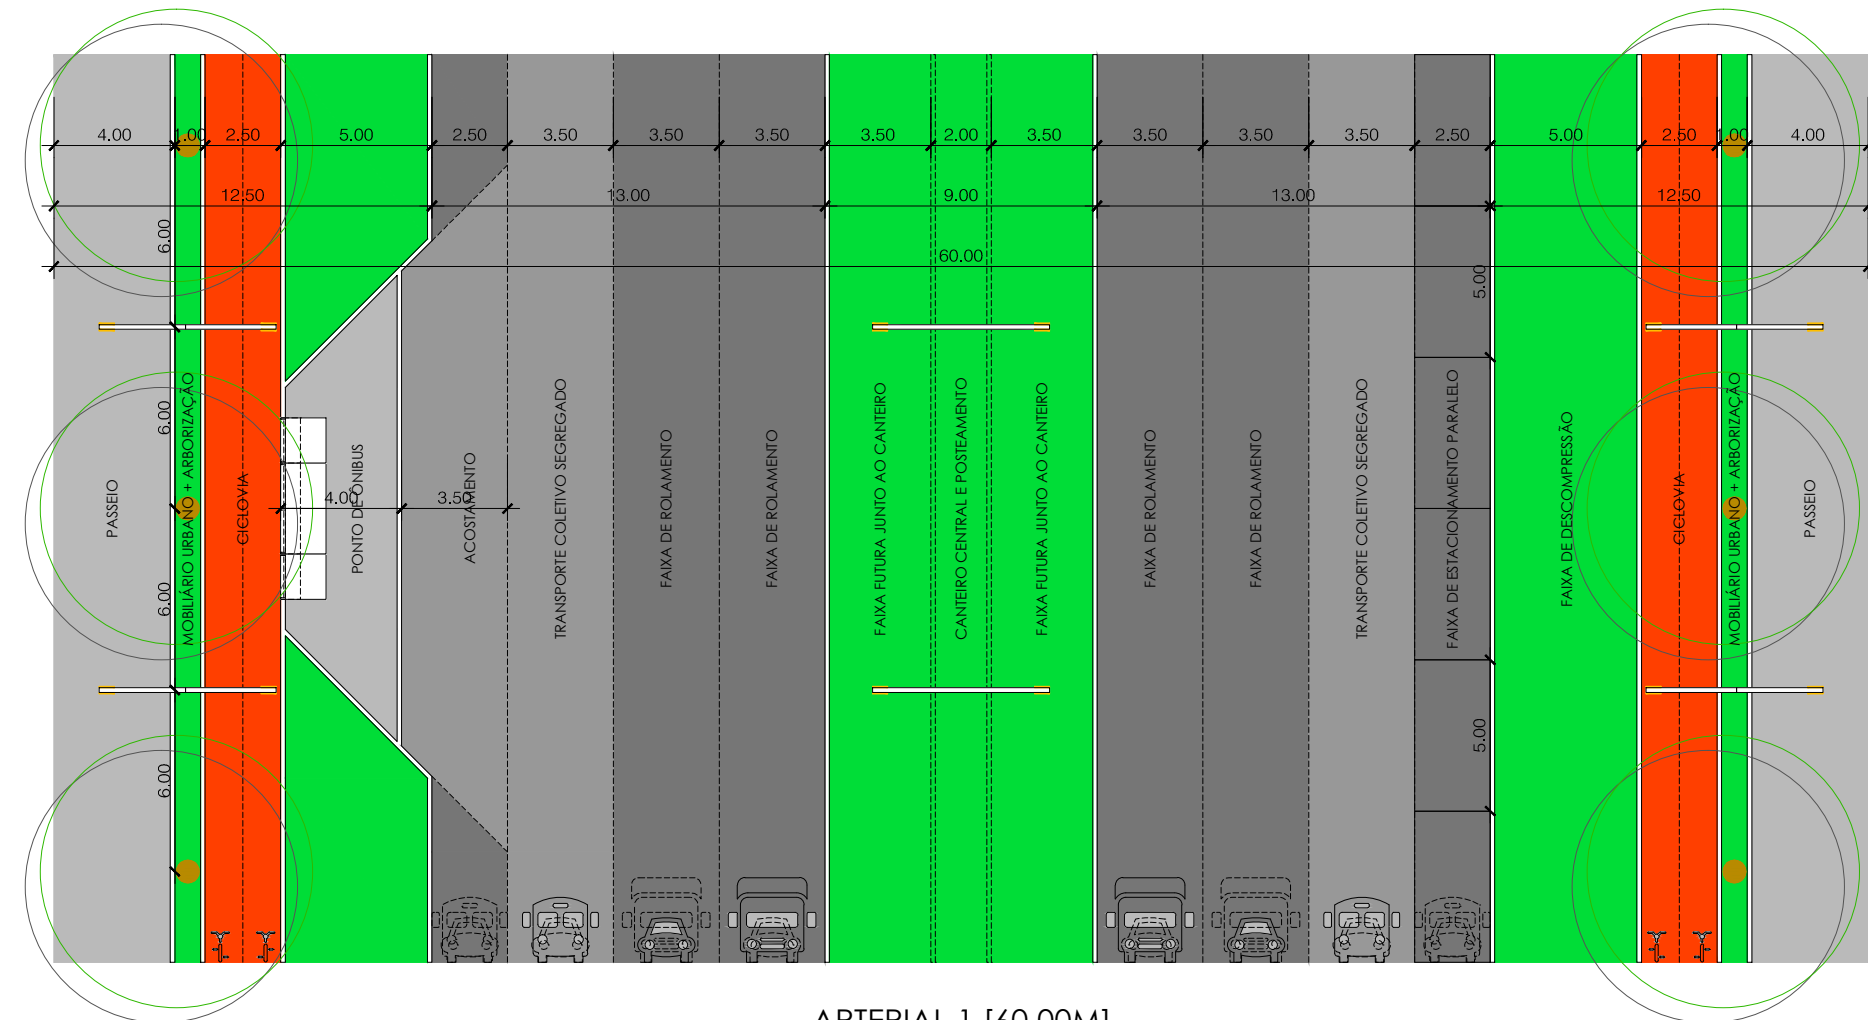 4.00 1.00 2.50 5.00 2.50 3.50 3.50 3.50 3.50 2.00 3.50 3.50 3.50 3.50 2.50 5.00 2.50 1.00 4.00
12.50 13.00 9.00 13.00 12.50
60.00
6.00
6.00
6.00
6.00
5.00
5.00
4.00 3.50
PASSEIO
MOBILIÁRIO URBANO + ARBORIZAÇÃO
CICLOVIA
PONTO DE ÔNIBUS
ACOSTAMENTO
TRANSPORTE COLETIVO SEGREGADO
FAIXA DE ROLAMENTO
FAIXA DE ROLAMENTO
FAIXA FUTURA JUNTO AO CANTEIRO
CANTEIRO CENTRAL E POSTEAMENTO
FAIXA FUTURA JUNTO AO CANTEIRO
FAIXA DE ROLAMENTO
FAIXA DE ROLAMENTO
TRANSPORTE COLETIVO SEGREGADO
FAIXA DE ESTACIONAMENTO PARALELO
FAIXA DE DESCOMPRESSÃO
CICLOVIA
MOBILIÁRIO URBANO + ARBORIZAÇÃO
PASSEIO
ARTERIAL 1 [60.00M]